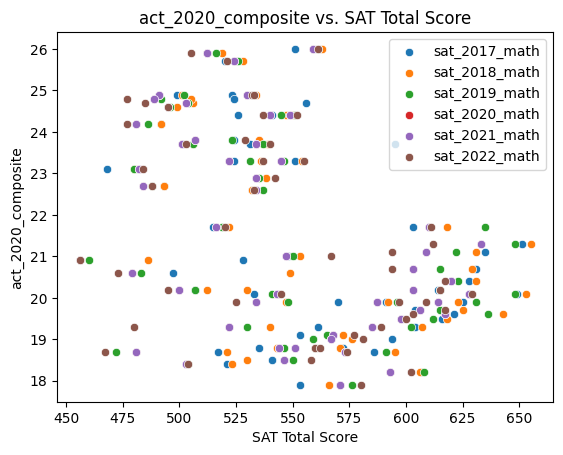 act_2020_composite vs. SAT Total Score
sat_2017_math
sat_2018_math
sat_2019_math
sat_2020_math
sat_2021_math
sat_2022_math
act_2020_composite
26
25
24
23
22
21
20
19
18
450 475 500 525 550 575 600 625 650
SAT Total Score